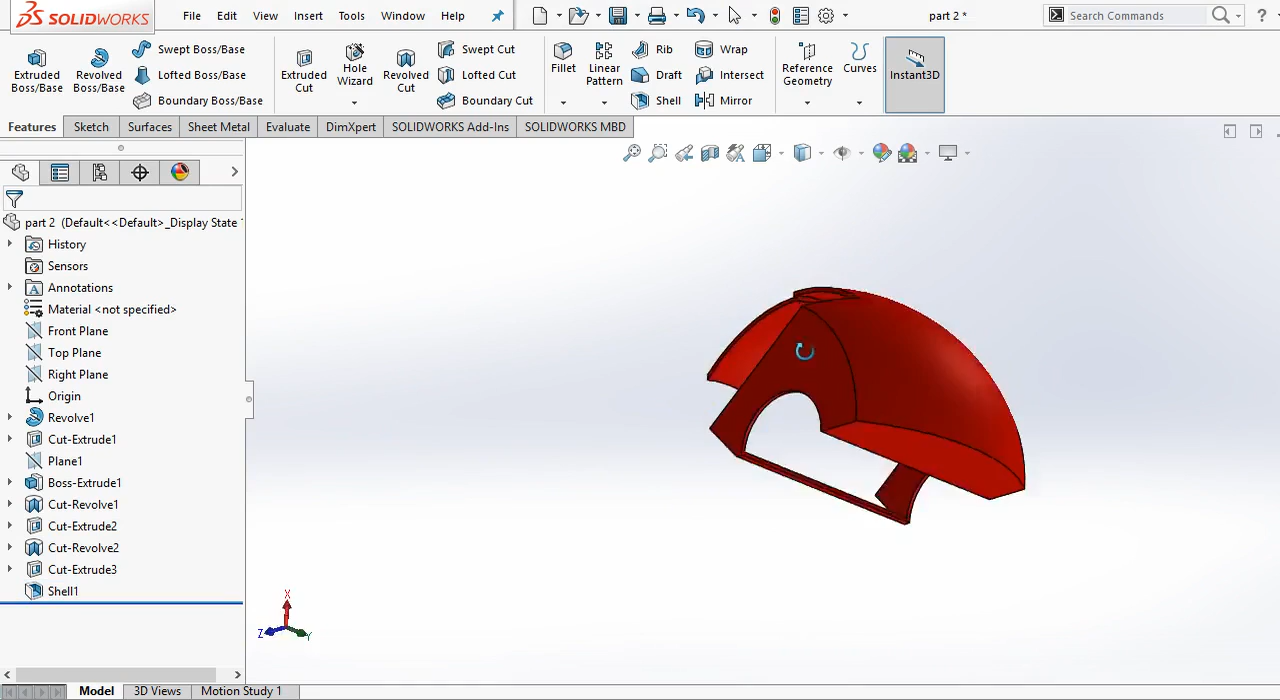 SOLIDWORKS File Edit View Insert Tools Window Help part 2 * Search Commands ?
Extruded Boss/Base Revolved Boss/Base Swept Boss/Base Lofted Boss/Base Boundary Boss/Base Extruded Cut Hole Wizard Revolved Cut Swept Cut Lofted Cut Boundary Cut Fillet Linear Pattern Rib Draft Shell Wrap Intersect Mirror Reference Geometry Curves Instant3D
Features Sketch Surfaces Sheet Metal Evaluate DimXpert SOLIDWORKS Add-Ins SOLIDWORKS MBD
part 2 (Default<<Default>_Display State
History
Sensors
A Annotations
Material <not specified>
Front Plane
Top Plane
Right Plane
Origin
Revolve1
Cut-Extrude1
Plane1
Boss-Extrude1
Cut-Revolve1
Cut-Extrude2
Cut-Revolve2
Cut-Extrude3
Shell1
X
Z Y
Model 3D Views Motion Study 1